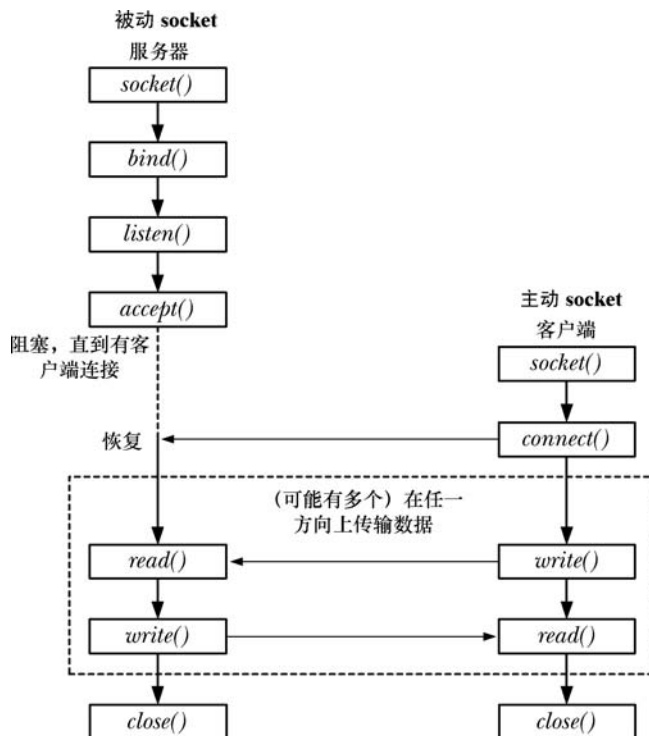 被动 socket
服务器
socket()
bind()
listen()
accept()
阻塞，直到有客
户端连接
主动 socket
客户端
socket()
恢复
connect()
（可能有多个）在任一
方向上传输数据
read()
write()
write()
read()
close()
close()